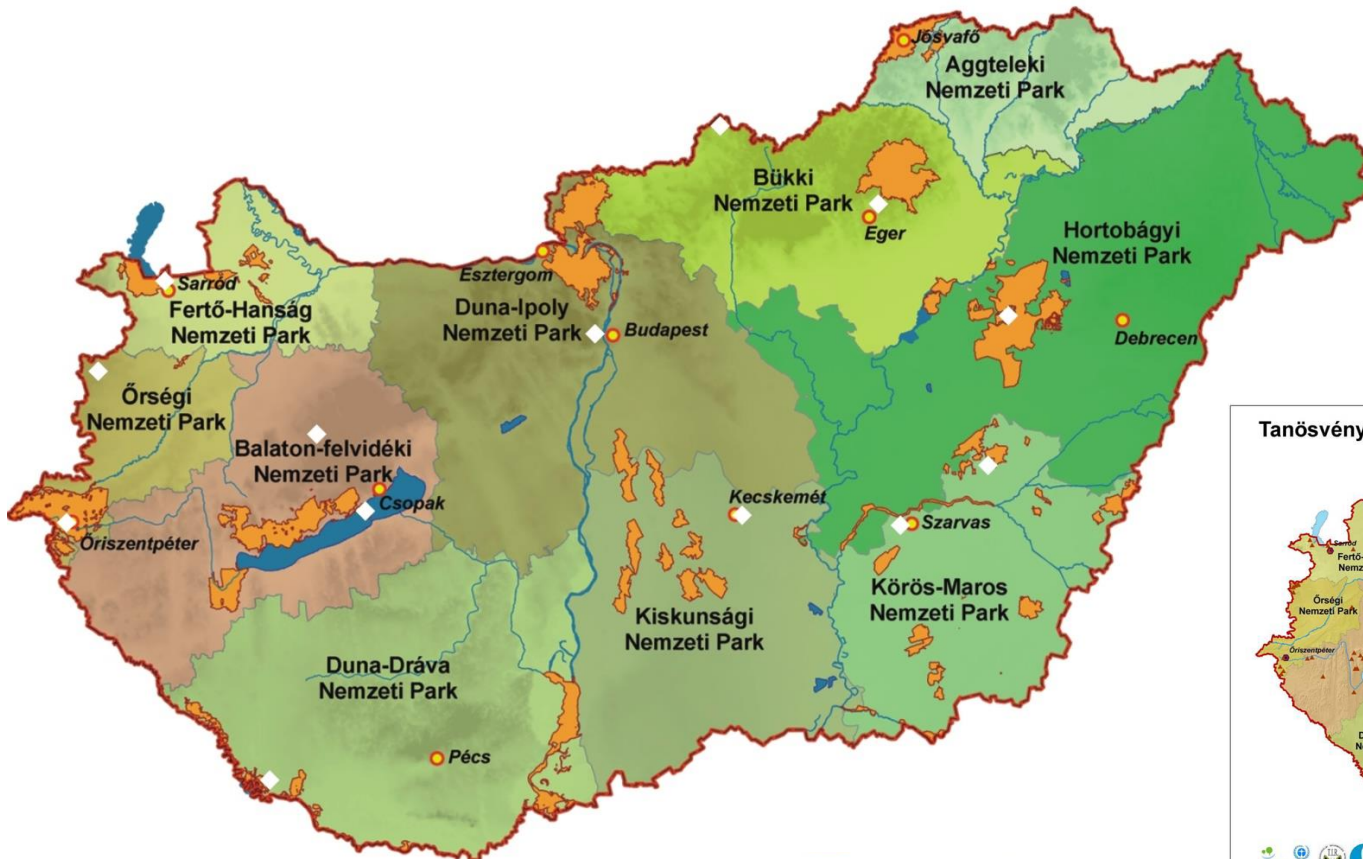 Jósvafő
Aggteleki
Nemzeti Park
Bükki
Nemzeti Park
Eger
Hortobágyi
Nemzeti Park
Debrecen
Esztergom
Duna-Ipoly
Nemzeti Park
Budapest
Sarród
Fertő-Hanság
Nemzeti Park
Őrségi
Nemzeti Park
Balaton-felvidéki
Nemzeti Park
Csopak
Őriszentpéter
Kecskemét
Szarvas
Körös-Maros
Nemzeti Park
Kiskunsági
Nemzeti Park
Duna-Dráva
Nemzeti Park
Pécs
Tanösvény
Sarród
Fertő-
Nemz
Őrségi
Nemzeti Park
Őriszentpéter
D
N